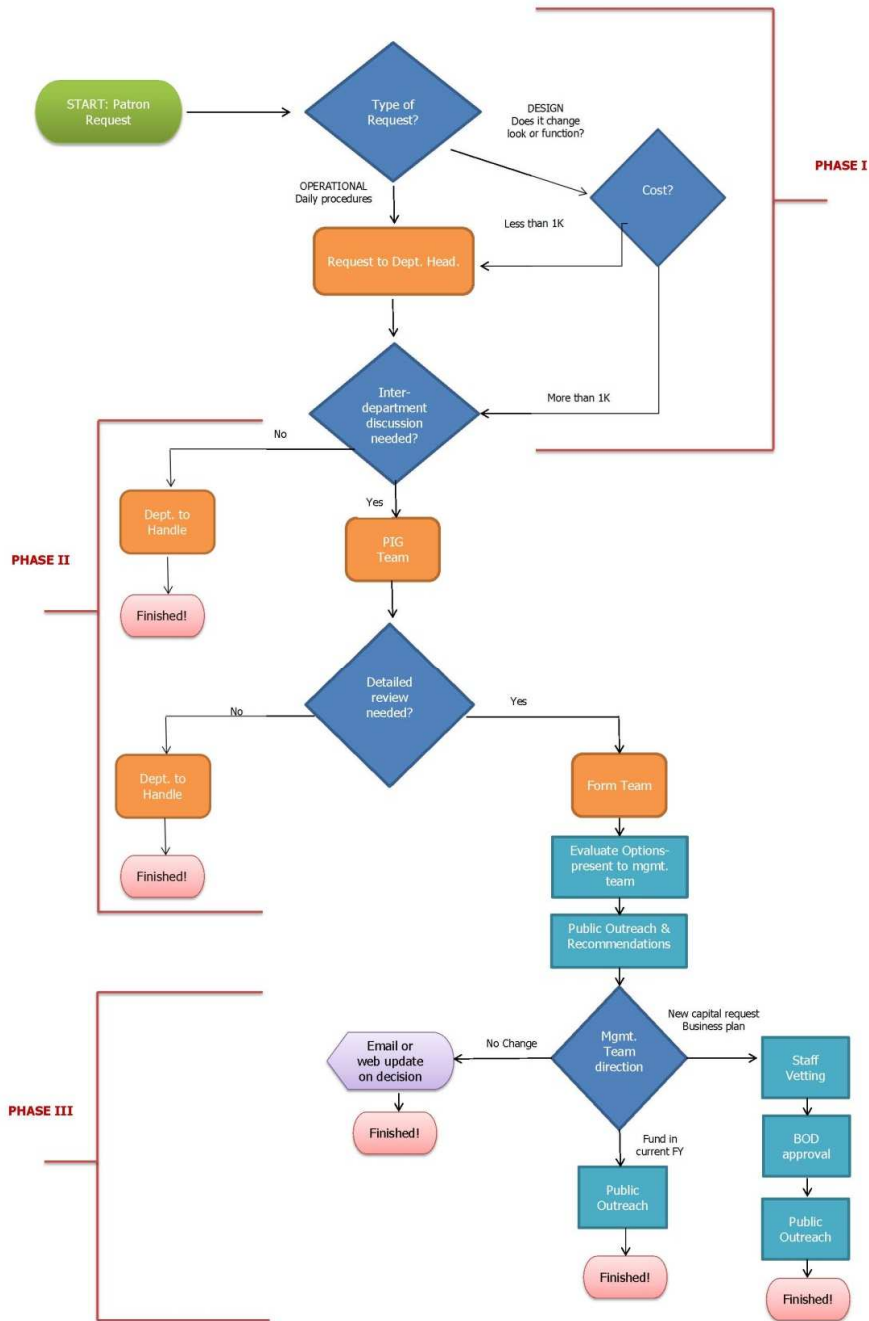 START: Patron
Request
Type of
Request?
DESIGN
Does it change
look or function?
PHASE I
Cost?
OPERATIONAL
Daily procedures
Less than 1K
Request to Dept. Head.
Inter-
department
discussion
needed?
More than 1K
No
Yes
Dept. to
Handle
PIG
Team
PHASE II
Finished!
Detailed
review
needed?
No
Yes
Dept. to
Handle
Form Team
Finished!
Evaluate Options-
present to mgmt.
team
Public Outreach &
Recommendations
New capital request
Business plan
Mgmt.
Team
direction
No Change
Email or
web update
on decision
Staff
Vetting
PHASE III
Finished!
Fund in
current FY
BOD
approval
Public
Outreach
Public
Outreach
Finished!
Finished!